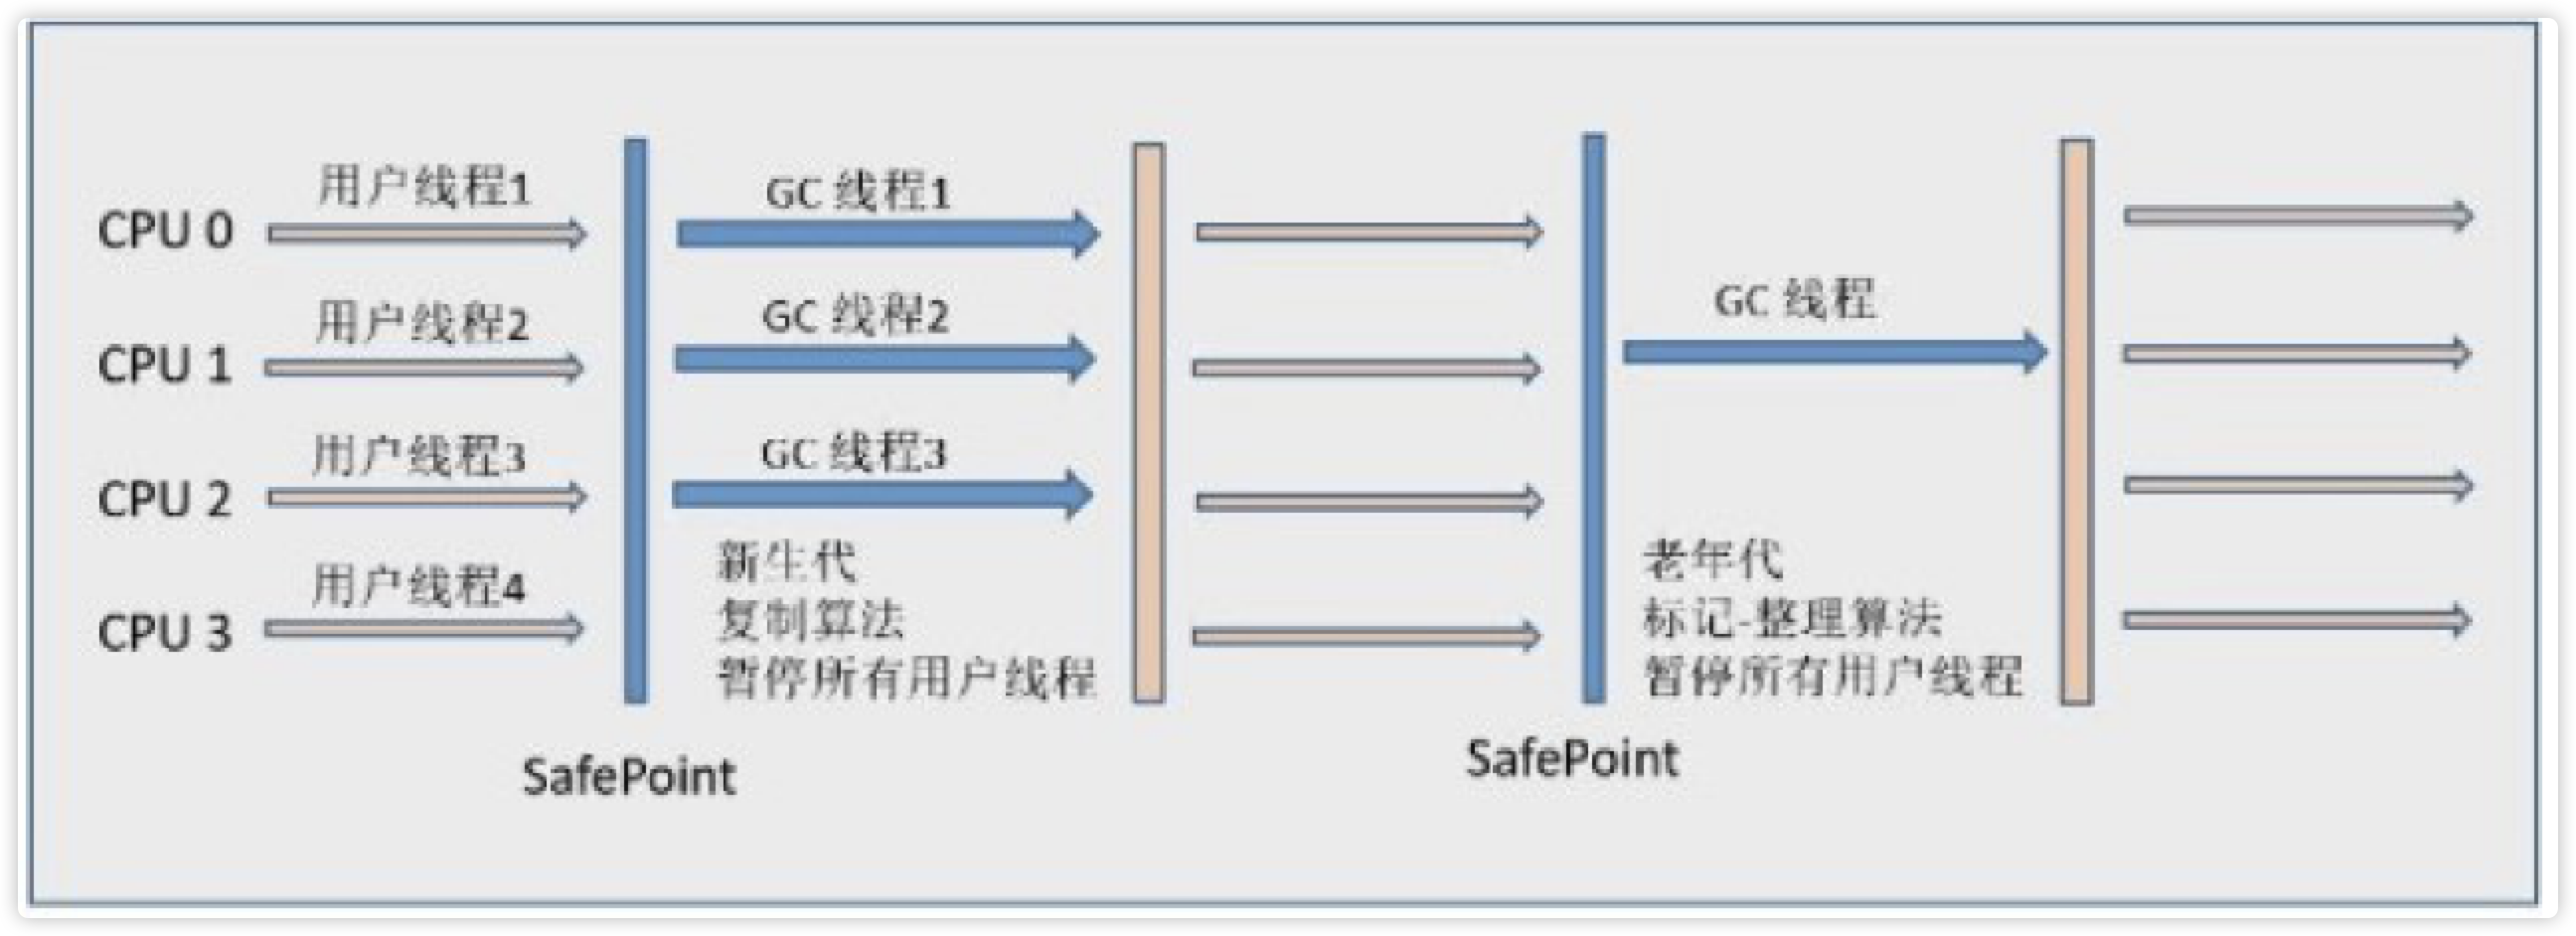 CPU 0
用户线程1
GC 线程1
CPU 1
用户线程2
GC 线程2
GC 线程
CPU 2
用户线程3
GC 线程3
CPU 3
用户线程4
新生代
复制算法
暂停所有用户线程
老年代
标记-整理算法
暂停所有用户线程
SafePoint
SafePoint